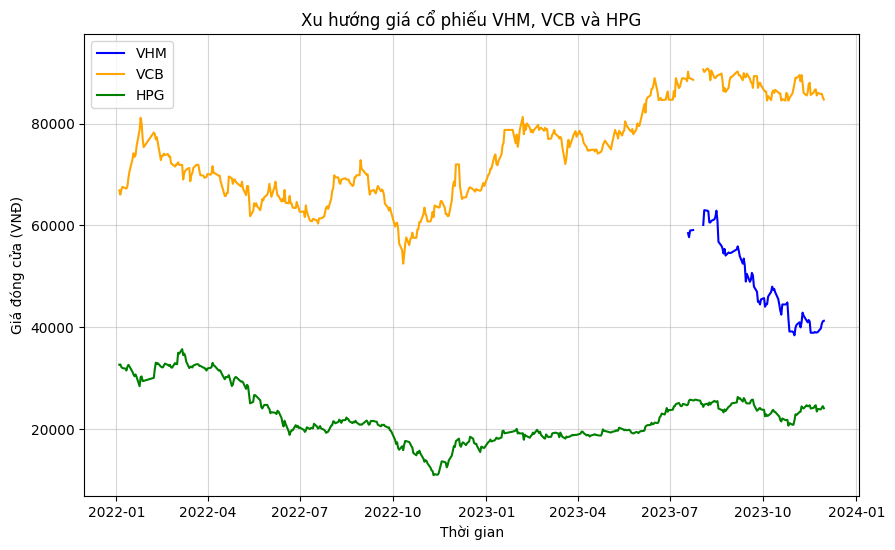 Xu hướng giá cổ phiếu VHM, VCB và HPG
VHM
VCB
HPG
Giá đóng cửa (VNĐ)
80000
60000
40000
20000
2022-01
2022-04
2022-07
2022-10
2023-01
2023-04
2023-07
2023-10
2024-01
Thời gian